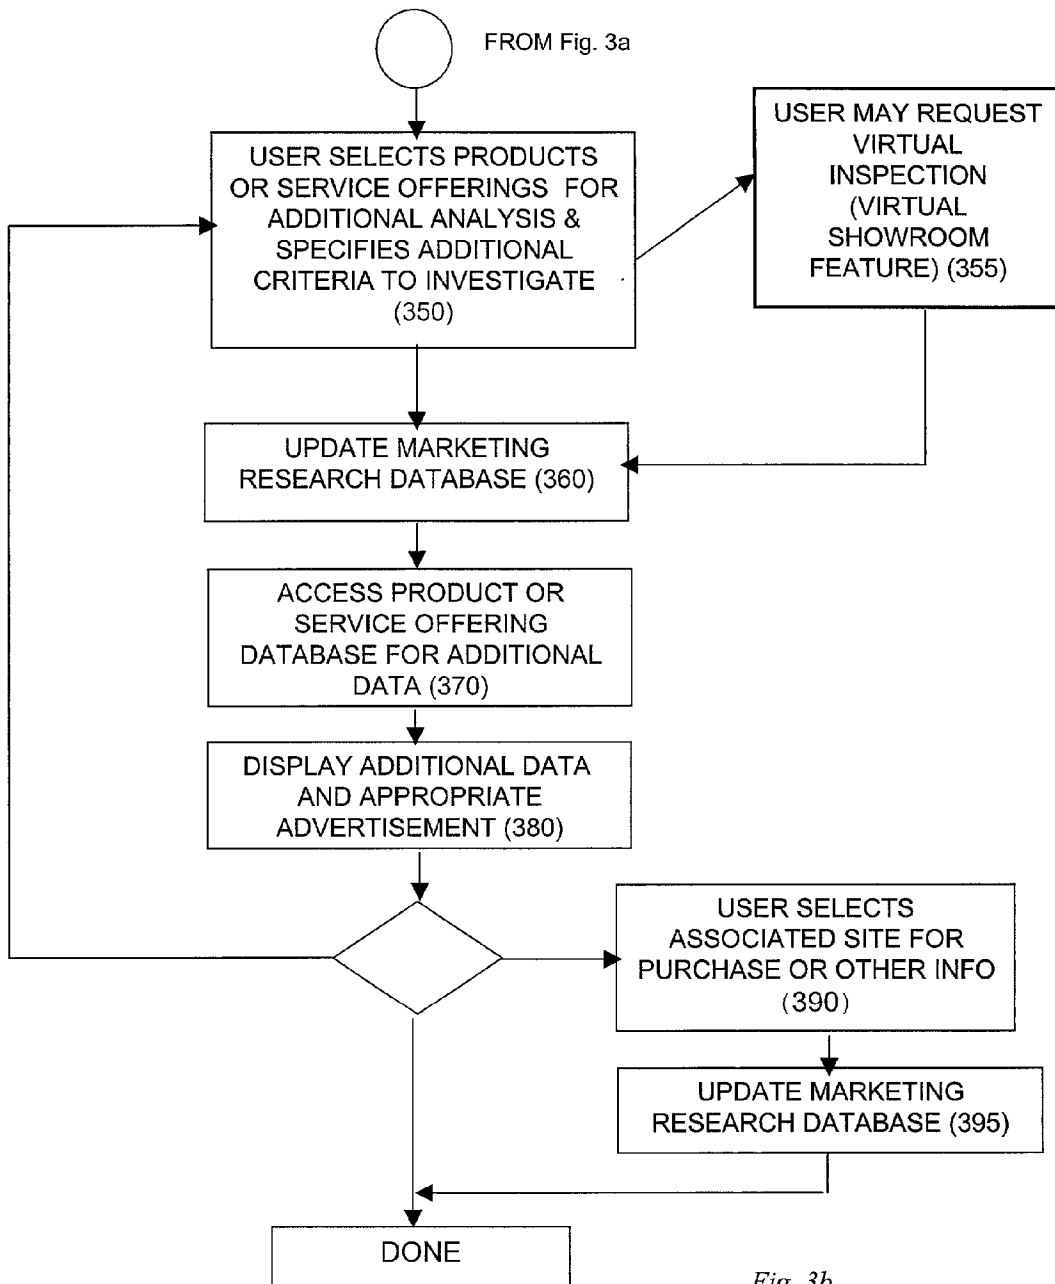 FROM Fig. 3a
USER SELECTS PRODUCTS
OR SERVICE OFFERINGS FOR
ADDITIONAL ANALYSIS &
SPECIFIES ADDITIONAL
CRITERIA TO INVESTIGATE
(350)
USER MAY REQUEST
VIRTUAL
INSPECTION
(VIRTUAL
SHOWROOM
FEATURE) (355)
UPDATE MARKETING
RESEARCH DATABASE (360)
ACCESS PRODUCT OR
SERVICE OFFERING
DATABASE FOR ADDITIONAL
DATA (370)
DISPLAY ADDITIONAL DATA
AND APPROPRIATE
ADVERTISEMENT (380)
USER SELECTS
ASSOCIATED SITE FOR
PURCHASE OR OTHER INFO
(390)
UPDATE MARKETING
RESEARCH DATABASE (395)
DONE
Fig. 3b